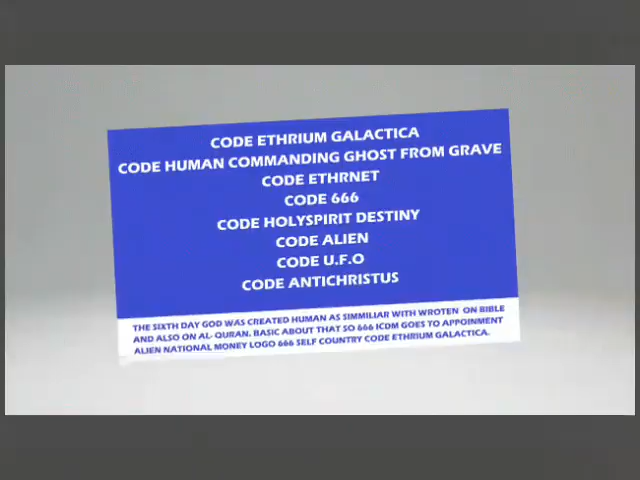 CODE ETHRIUM GALACTICA
CODE HUMAN COMMANDING GHOST FROM GRAVE
CODE ETHRNET
CODE 666
CODE HOLYSPIRIT DESTINY
CODE ALIEN
CODE U.F.O
CODE ANTICHRISTUS
THE SIXTH DAY GOD WAS CREATED HUMAN AS SIMMILIAR WITH WROTEN ON BIBLE
AND ALSO ON AL-QURAN. BASIC ABOUT THAT SO 666 ICDM GOES TO APPOINMENT
ALIEN NATIONAL MONEY LOGO 666 SELF COUNTRY CODE ETHRIUM GALACTICA.